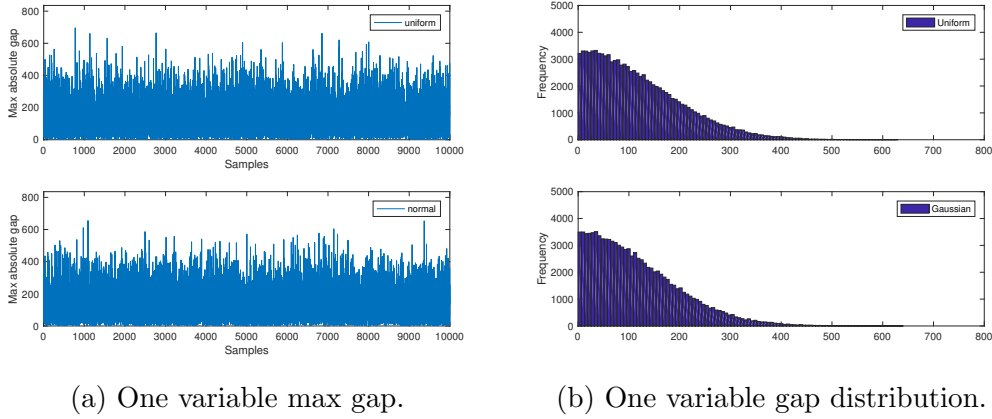 800
600
400
200
0
Max absolute gap
uniform
0 1000 2000 3000 4000 5000 6000 7000 8000 9000 10000
Samples
5000
4000
3000
2000
1000
0
Frequency
Uniform
0 100 200 300 400 500 600 700 800
800
600
400
200
0
Max absolute gap
normal
0 1000 2000 3000 4000 5000 6000 7000 8000 9000 10000
Samples
5000
4000
3000
2000
1000
0
Frequency
Gaussian
0 100 200 300 400 500 600 700 800
(a) One variable max gap.
(b) One variable gap distribution.